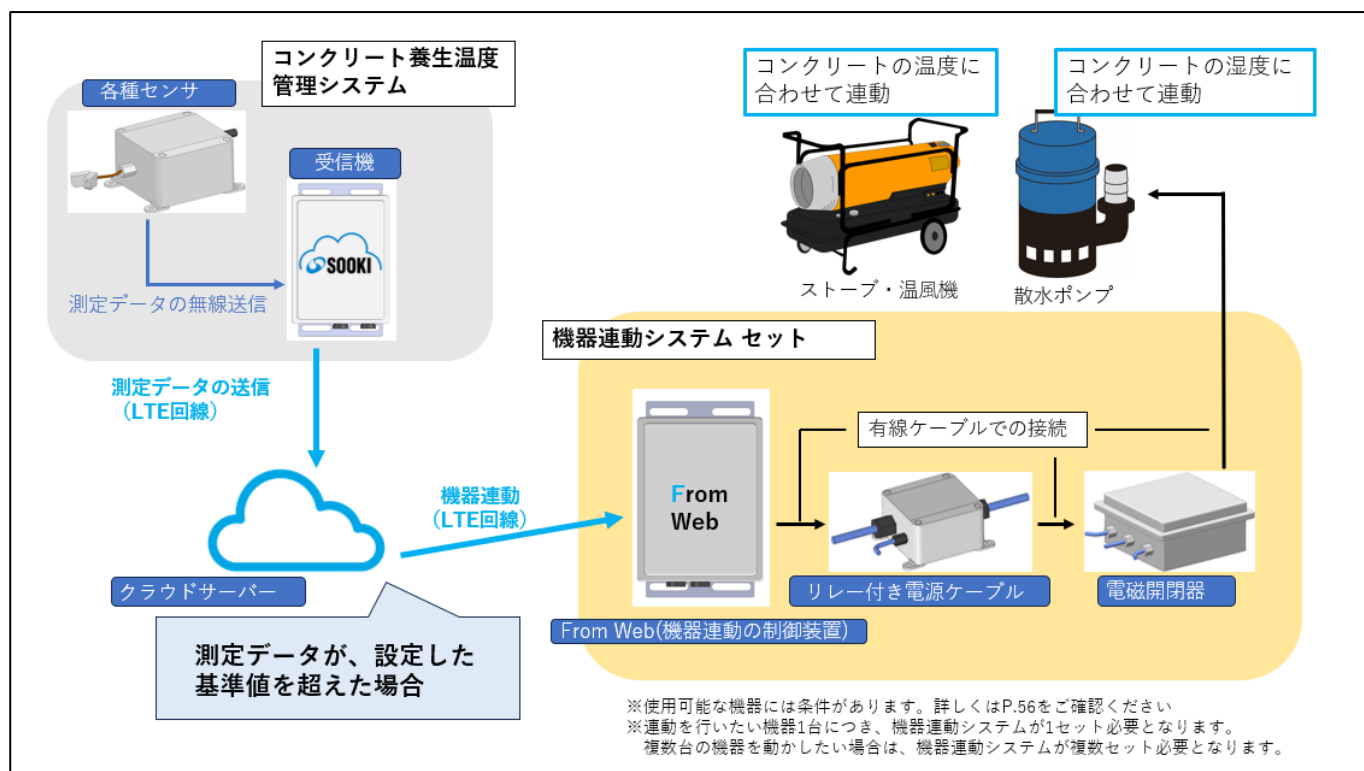 コンクリート養生温度
管理システム
各種センサ
受信機
SOOKI
測定データの無線送信
測定データの送信
（LTE回線）
クラウドサーバー
測定データが、設定した
基準値を超えた場合
機器連動
（LTE回線）
コンクリートの温度に
合わせて連動
コンクリートの湿度に
合わせて連動
ストーブ・温風機
散水ポンプ
機器連動システム セット
有線ケーブルでの接続
From
Web
From Web(機器連動の制御装置)
リレー付き電源ケーブル
電磁開閉器
※使用可能な機器には条件があります。詳しくはP.56をご確認ください
※連動を行いたい機器1台につき、機器連動システムが1セット必要となります。
複数台の機器を動かしたい場合は、機器連動システムが複数セット必要となります。